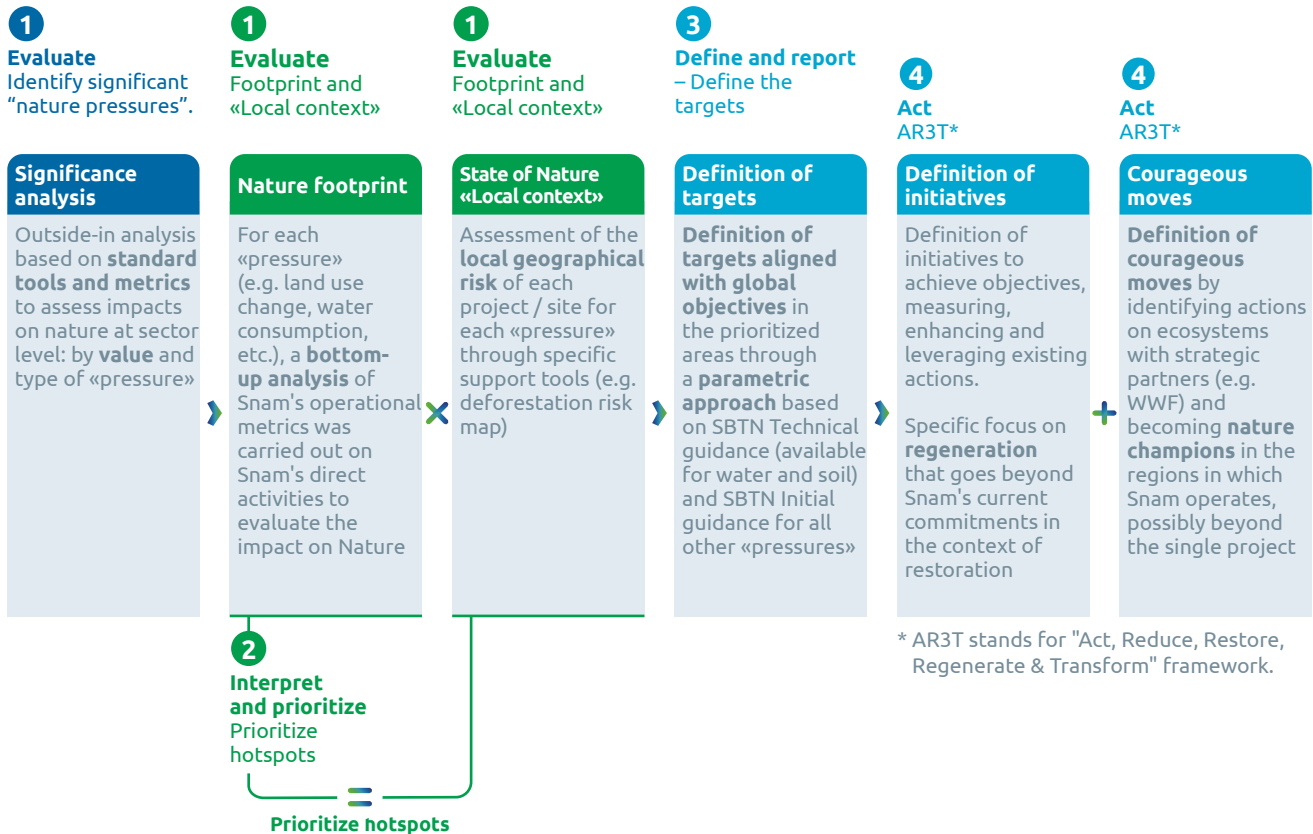 1
Evaluate
Identify significant
“nature pressures”.
1
Evaluate
Footprint and
«Local context»
1
Evaluate
Footprint and
«Local context»
3
Define and report
– Define the
targets
4
Act
AR3T*
4
Act
AR3T*
Significance
analysis
Outside-in analysis
based on standard
tools and metrics
to assess impacts
on nature at sector
level: by value and
type of «pressure»
Nature footprint
For each
«pressure»
(e.g. land use
change, water
consumption,
etc.), a bottom-
up analysis of
Snam's operational
metrics was
carried out on
Snam's direct
activities to
evaluate the
impact on Nature
State of Nature
«Local context»
Assessment of the
local geographical
risk of each
project / site for
each «pressure»
through specific
support tools (e.g.
deforestation risk
map)
Definition of
targets
Definition of
targets aligned
with global
objectives in
the prioritized
areas through
a parametric
approach based
on SBTN Technical
guidance (available
for water and soil)
and SBTN Initial
guidance for all
other «pressures»
Definition of
initiatives
Definition of
initiatives to
achieve objectives,
measuring,
enhancing and
leveraging existing
actions.
Specific focus on
regeneration
that goes beyond
Snam's current
commitments in
the context of
restoration
Courageous
moves
Definition of
courageous
moves by
identifying actions
on ecosystems
with strategic
partners (e.g.
WWF) and
becoming nature
champions in the
regions in which
Snam operates,
possibly beyond
the single project
2
Interpret
and prioritize
Prioritize
hotspots
Prioritize hotspots
* AR3T stands for "Act, Reduce, Restore,
Regenerate & Transform" framework.